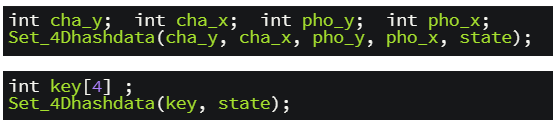 int cha_y;  int cha_x;  int pho_y;  int pho_x;
Set_4Dhashdata(cha_y, cha_x, pho_y, pho_x, state);
int key[4] ;
Set_4Dhashdata(key, state);